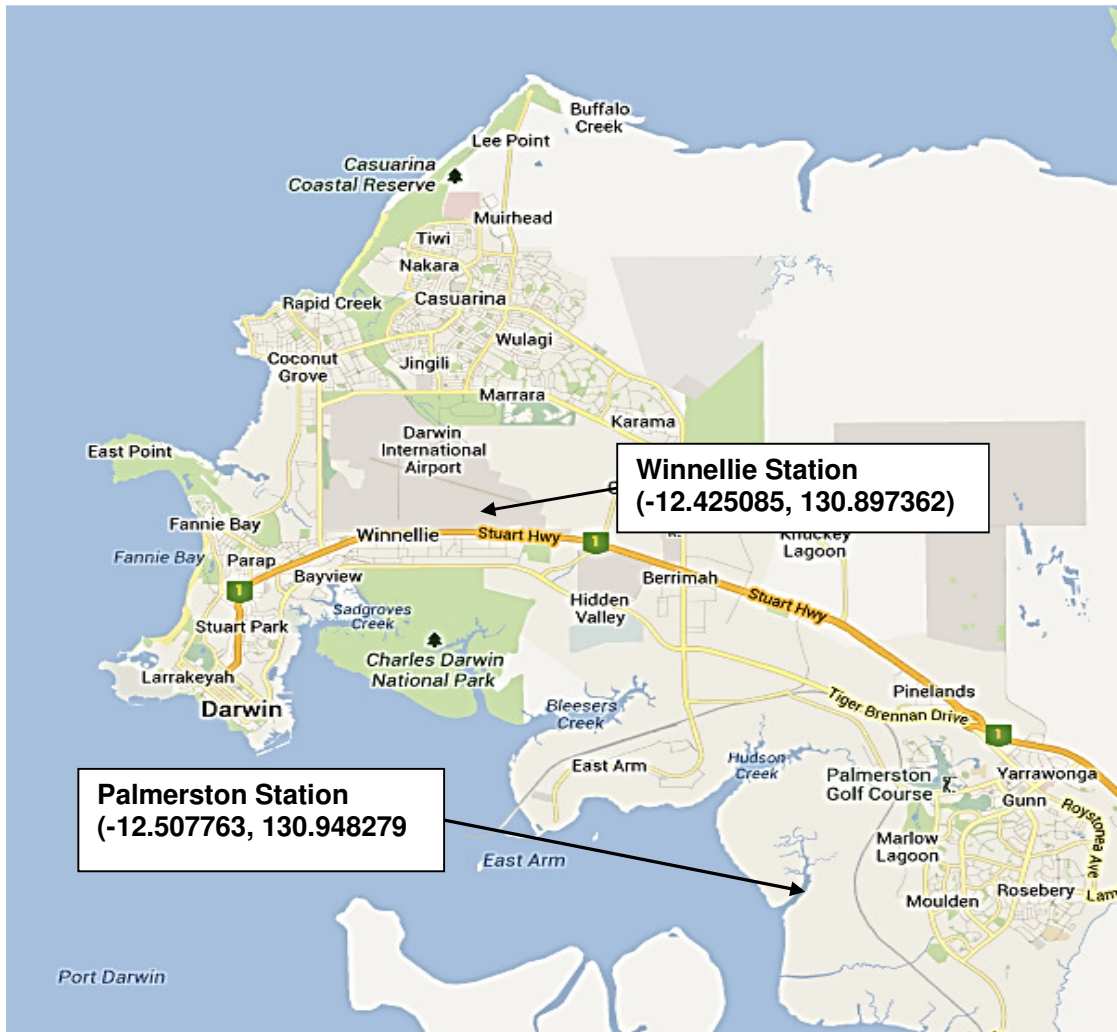 Buffalo
Creek
Lee Point
Casuarina
Coastal Reserve
Muirhead
Tiwi
Nakara
Casuarina
Rapid Creek
Wulagi
Coconut
Grove
Jingili
Marrara
Karama
East Point
Darwin
International
Airport
Winnellie Station
(-12.425085, 130.897362)
Fannie Bay
Winnellie
Stuart Hwy
1
Knuckey
Lagoon
Fannie Bay
Parap
Bayview
Berrimah
1
Sadgroves
Creek
Hidden
Valley
Stuart Hwy
Stuart Park
Charles Darwin
National Park
Larrakeyah
Darwin
Bleesers
Creek
Pinelands
Tiger Brennan Drive
1
Hudson
Creek
East Arm
Palmerston
Golf Course
Yarrawonga
Gunn
Roystonea Ave
Palmerston Station
(-12.507763, 130.948279
East Arm
Marlow
Lagoon
Moulden
Rosebery
Port Darwin